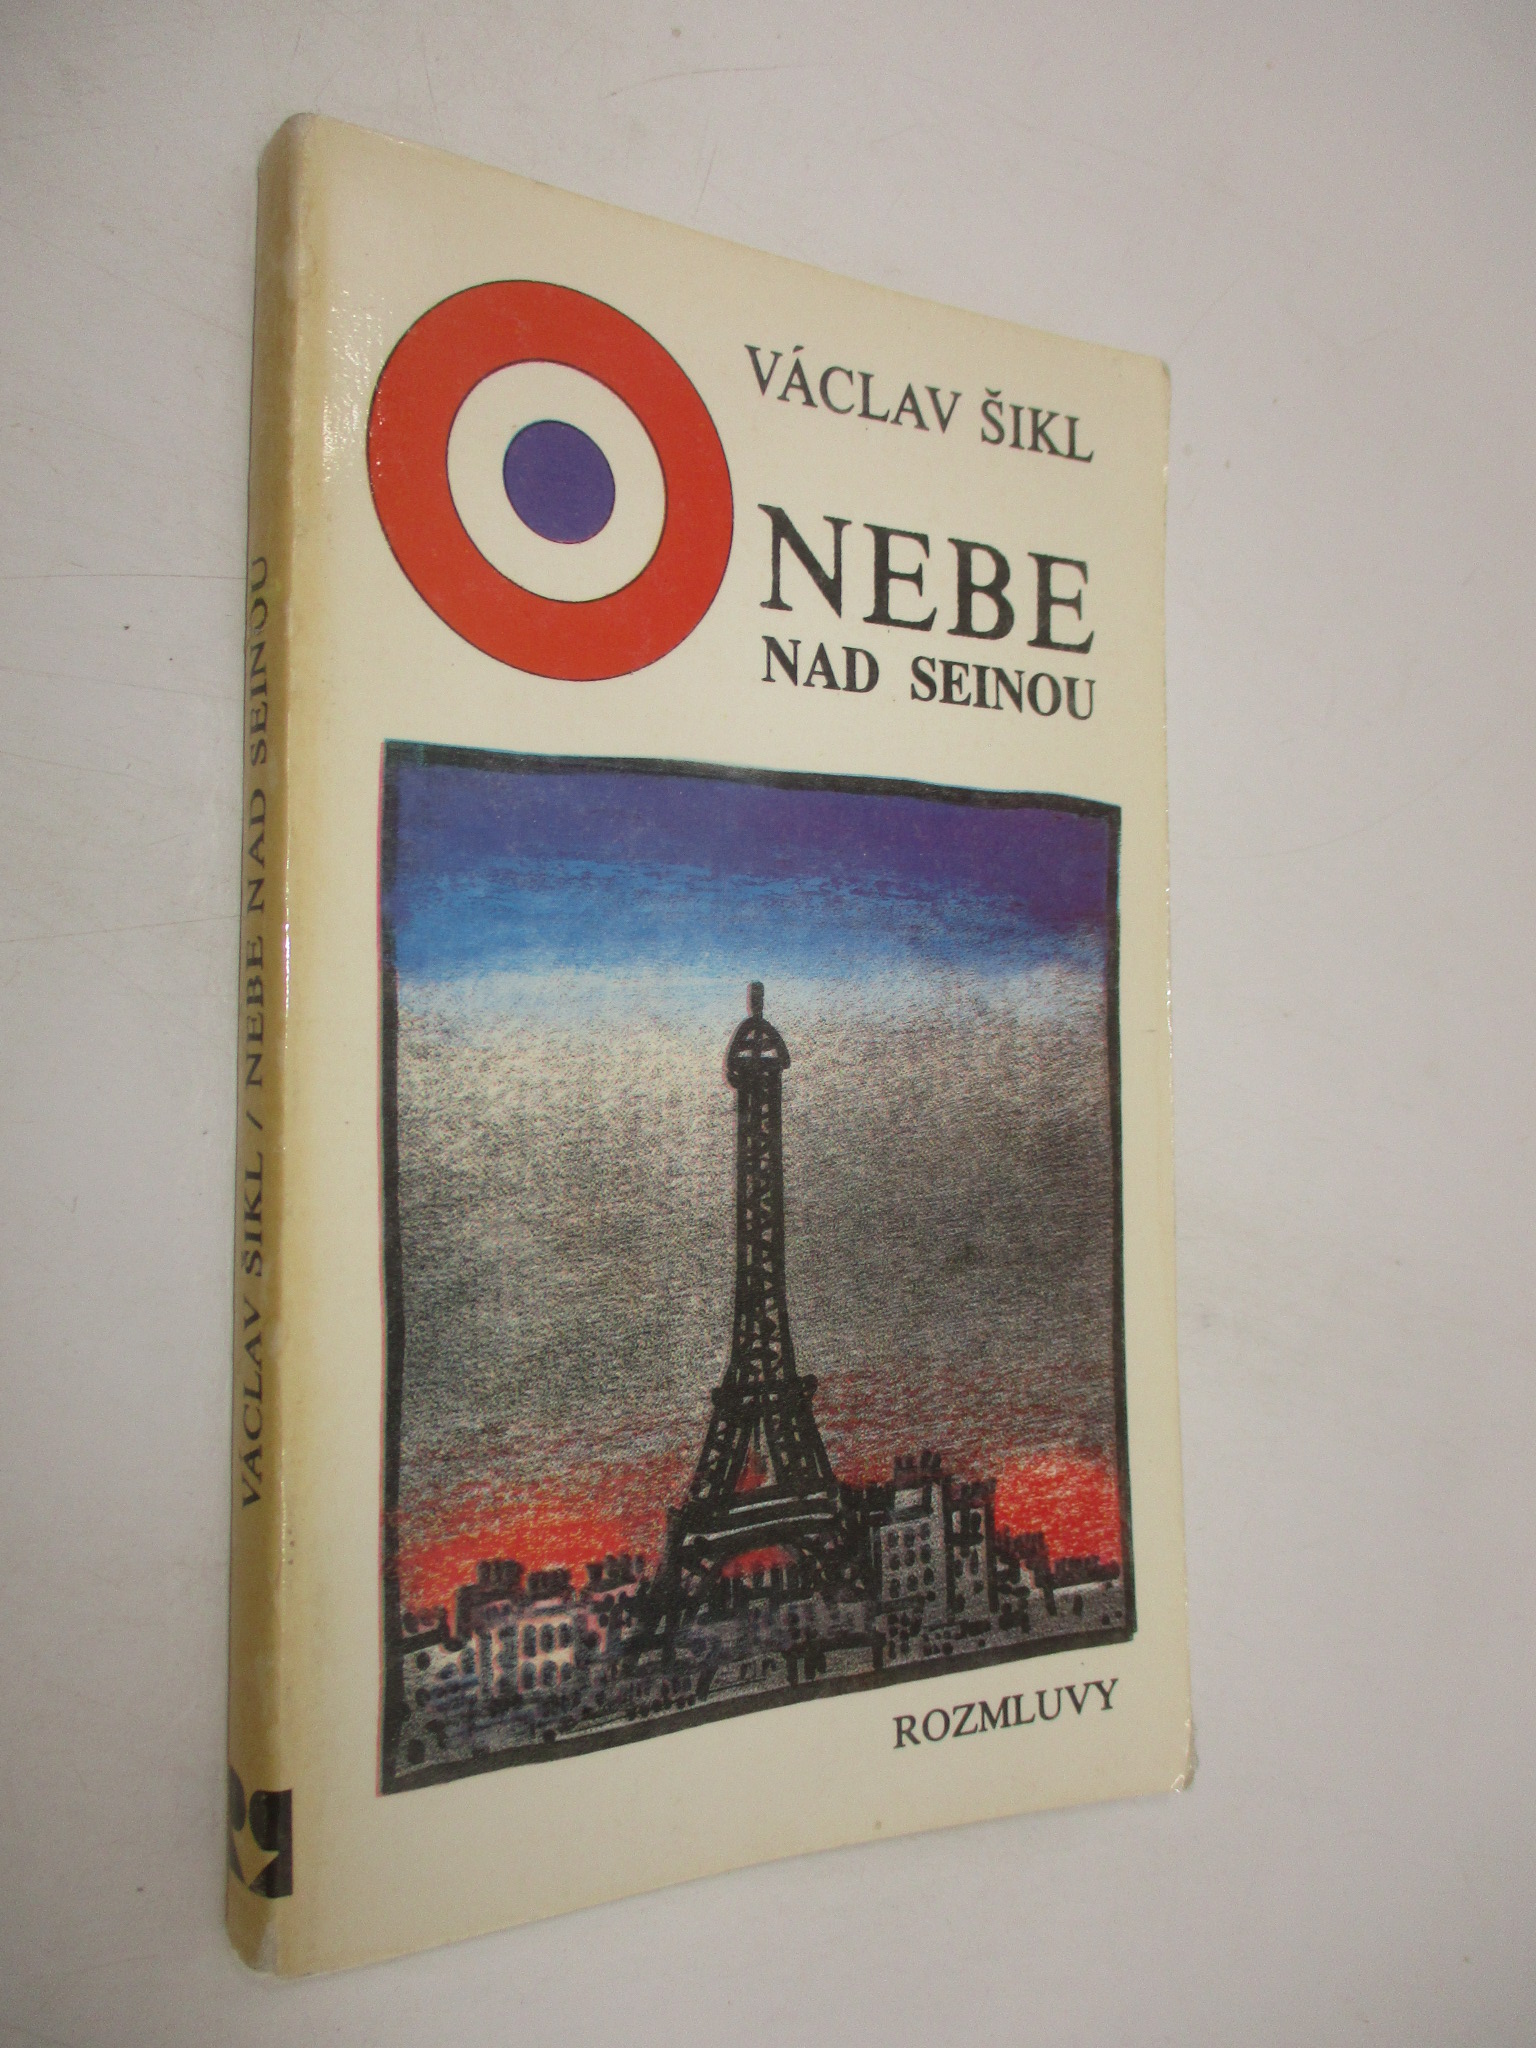 VÁCLAV ŠIKL
NEBE
NAD SEINOU
ROZMLUVY
VÁCLAV ŠIKL / NEBE NAD SEINOU